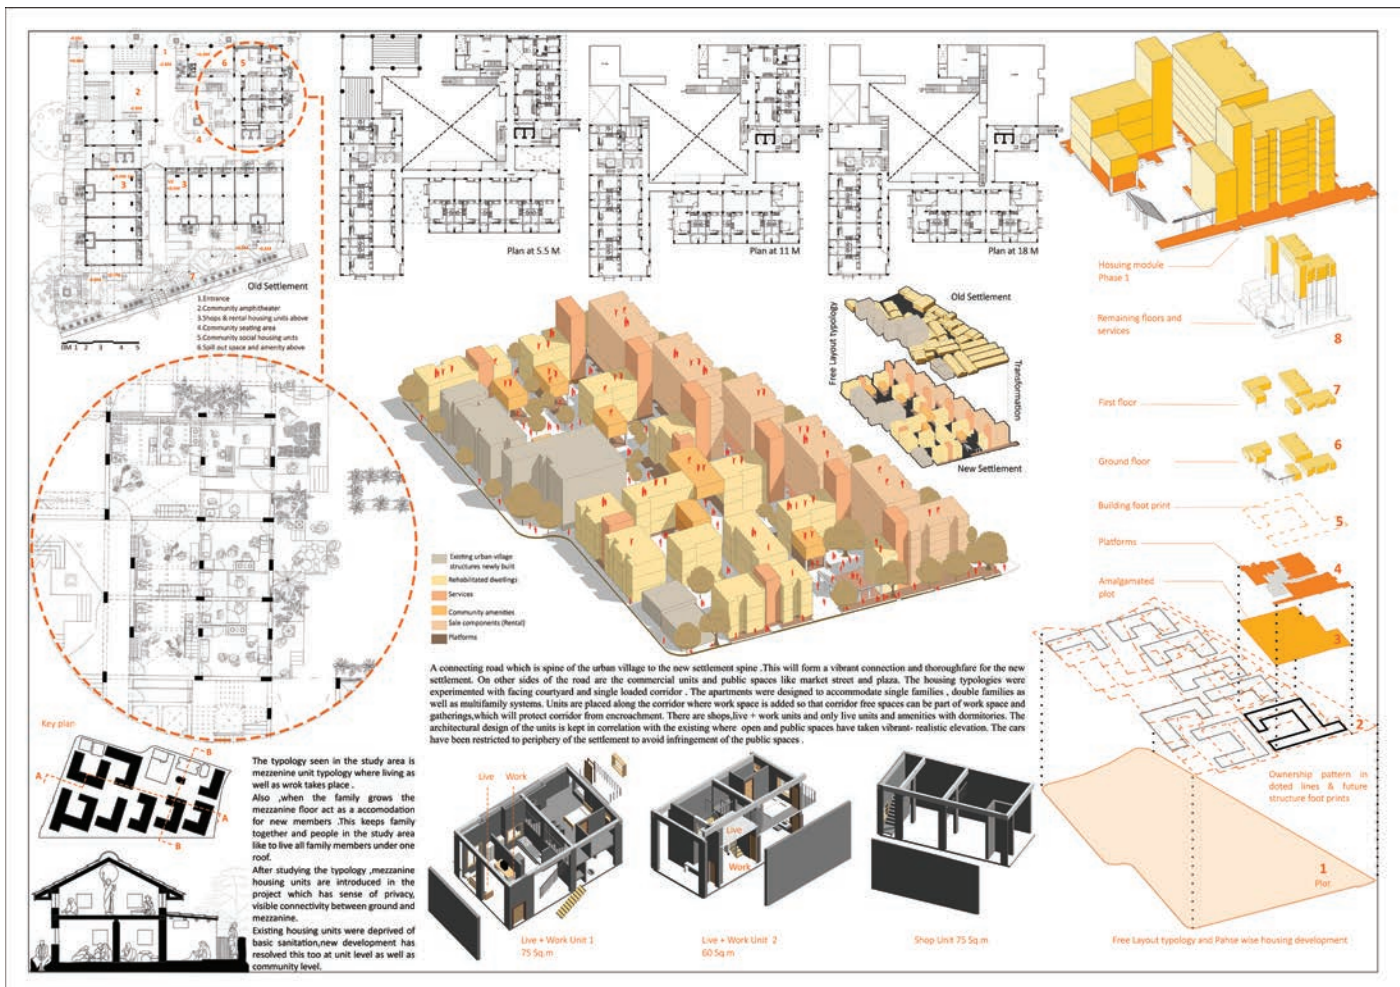 Old Settlement
1.Entrance
2.Community amphitheater
3.Shops & rental housing units above
4.Community seating area
5.Community social housing units
6.Spill out space and amenity above
0M 1 2 3 4 5
1
2
3
3
4
5
6
7
Plan at 5.5 M
Plan at 11 M
Plan at 18 M
Old Settlement
Free Layout typology
Transformation
New Settlement
Existing urban village
structures newly built
Rehabilitated dwellings
Services
Community amenities
Sale components (Rental)
Platforms
A connecting road which is spine of the urban village to the new settlement spine .This will form a vibrant connection and thoroughfare for the new
settlement. On other sides of the road are the commercial units and public spaces like market street and plaza. The housing typologies were
experimented with facing courtyard and single loaded corridor . The apartments were designed to accommodate single families , double families as
well as multifamily systems. Units are placed along the corridor where work space is added so that corridor free spaces can be part of work space and
gatherings,which will protect corridor from encroachment. There are shops,live + work units and only live units and amenities with dormitories. The
architectural design of the units is kept in correlation with the existing where open and public spaces have taken vibrant- realistic elevation. The cars
have been restricted to periphery of the settlement to avoid infringement of the public spaces .
Key plan
A
A
B
B
The typology seen in the study area is
mezzenine unit typology where living as
well as wrok takes place .
Also ,when the family grows the
mezzanine floor act as a accomodation
for new members .This keeps family
together and people in the study area
like to live all family members under one
roof.
After studying the typology ,mezzanine
housing units are introduced in the
project which has sense of privacy,
visible connectivity between ground and
mezzanine.
Existing housing units were deprived of
basic sanitation,new development has
resolved this too at unit level as well as
community level.
Live
Work
Live + Work Unit 1
75 Sq.m
Live
Work
Live + Work Unit 2
60 Sq.m
Shop Unit 75 Sq.m
Hosuing module
Phase 1
Remaining floors and
services
8
First floor
7
Ground floor
6
Building foot print
5
Platforms
4
Amalgamated
plot
3
2
Ownership pattern in
doted lines & future
structure foot prints
1
Plot
Free Layout typology and Pahse wise housing development